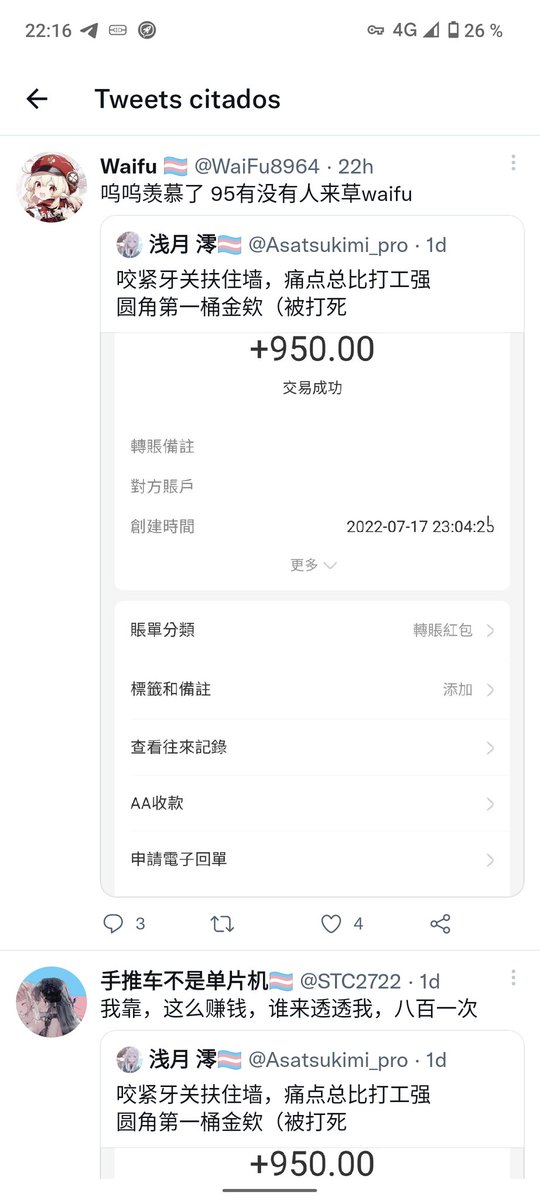 22:16
4G 26 %
Tweets citados
Waifu 🏳️‍⚧️ @WaiFu8964 · 22h
呜呜羡慕了 95有没有人来草waifu
浅月 澪🏳️‍⚧️ @Asatsukimi_pro · 1d
咬紧牙关扶住墙，痛点总比打工强
圆角第一桶金欸（被打死
+950.00
交易成功
轉賬備註
對方賬戶
創建時間 2022-07-17 23:04:25
更多
賬單分類 轉賬紅包
標籤和備註 添加
查看往來記錄
AA收款
申請電子回單
3 4
手推车不是单片机🏳️‍⚧️ @STC2722 · 1d
我靠，这么赚钱，谁来透透我，八百一次
浅月 澪🏳️‍⚧️ @Asatsukimi_pro · 1d
咬紧牙关扶住墙，痛点总比打工强
圆角第一桶金欸（被打死
+950.00